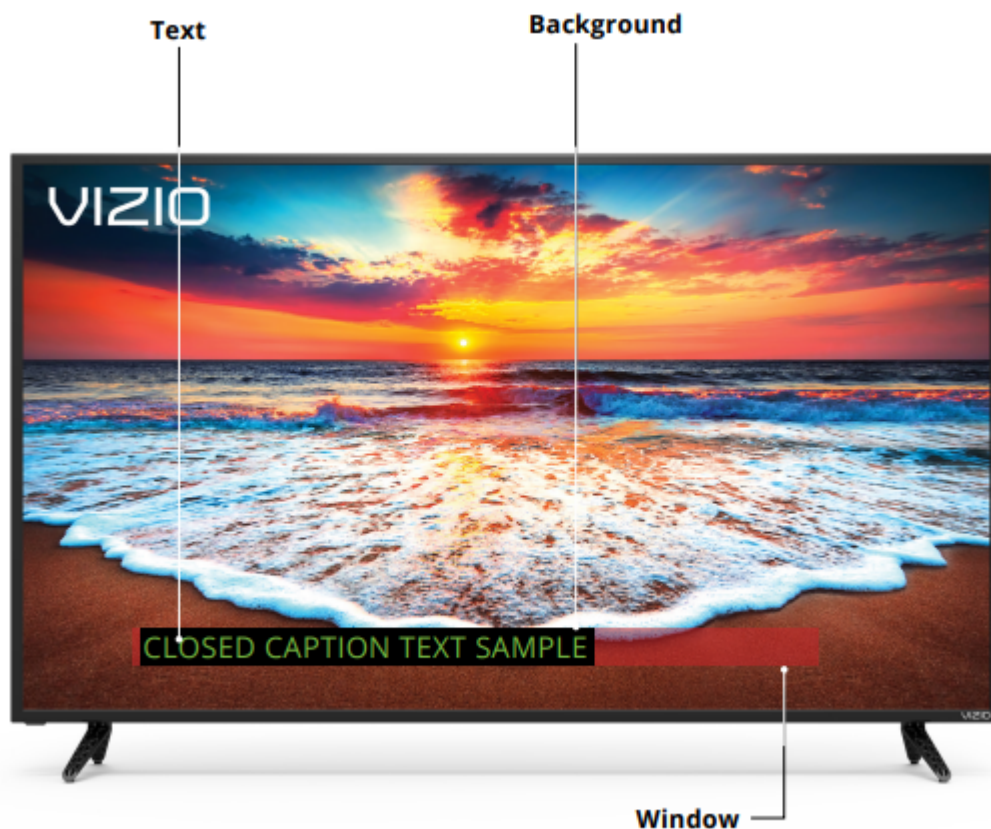 Text
Background
VIZIO
CLOSED CAPTION TEXT SAMPLE
VIZIO
Window